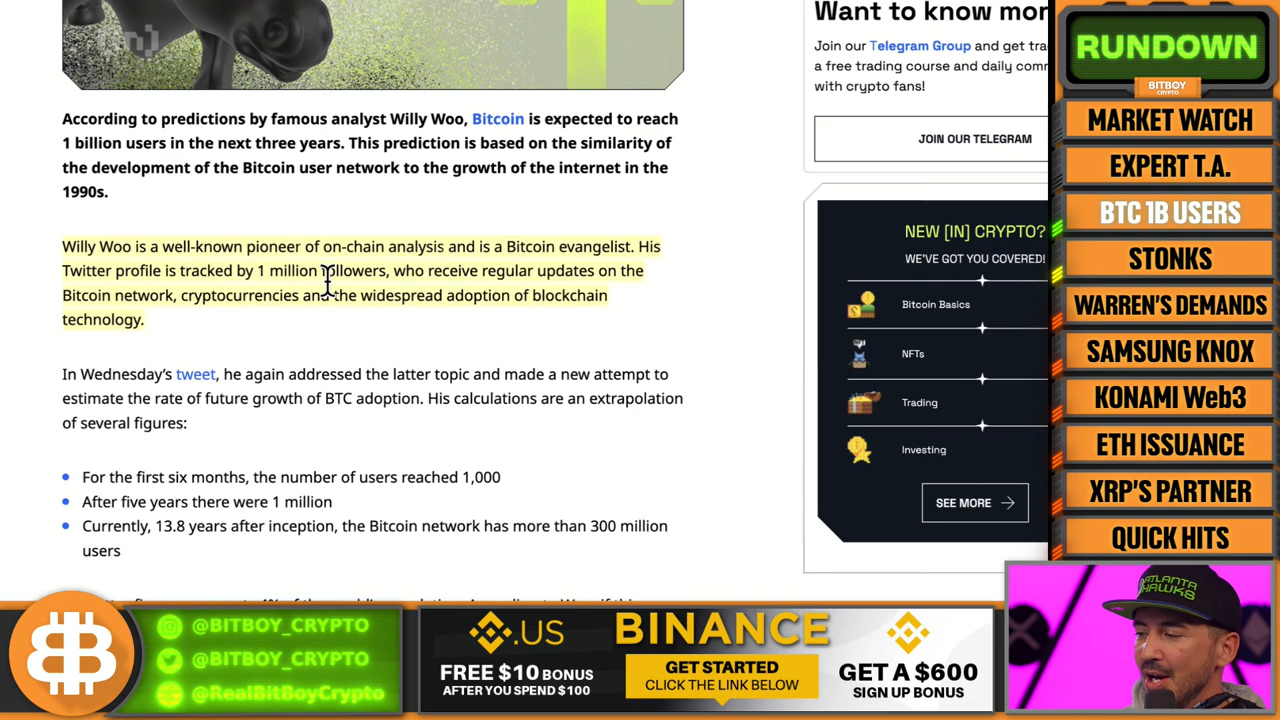 [n]
According to predictions by famous analyst Willy Woo, Bitcoin is expected to reach
1 billion users in the next three years. This prediction is based on the similarity of
the development of the Bitcoin user network to the growth of the internet in the
1990s.
Willy Woo is a well-known pioneer of on-chain analysis and is a Bitcoin evangelist. His
Twitter profile is tracked by 1 million followers, who receive regular updates on the
Bitcoin network, cryptocurrencies and the widespread adoption of blockchain
technology.
In Wednesday’s tweet, he again addressed the latter topic and made a new attempt to
estimate the rate of future growth of BTC adoption. His calculations are an extrapolation
of several figures:
For the first six months, the number of users reached 1,000
After five years there were 1 million
Currently, 13.8 years after inception, the Bitcoin network has more than 300 million
users
Want to know mor
Join our Telegram Group and get tra
a free trading course and daily com
with crypto fans!
JOIN OUR TELEGRAM
NEW [IN] CRYPTO?
WE'VE GOT YOU COVERED!
Bitcoin Basics
NFTs
Trading
Investing
SEE MORE
RUNDOWN
BITBOY
CRYPTO
MARKET WATCH
EXPERT T.A.
BTC 1B USERS
STONKS
WARREN'S DEMANDS
SAMSUNG KNOX
KONAMI Web3
ETH ISSUANCE
XRP'S PARTNER
QUICK HITS
@BITBOY_CRYPTO
@BITBOY_CRYPTO
@RealBitBoyCrypto
.US
FREE $10 BONUS
AFTER YOU SPEND $100
BINANCE
GET STARTED
CLICK THE LINK BELOW
GET A $600
SIGN UP BONUS
ATLANTA
HAWKS